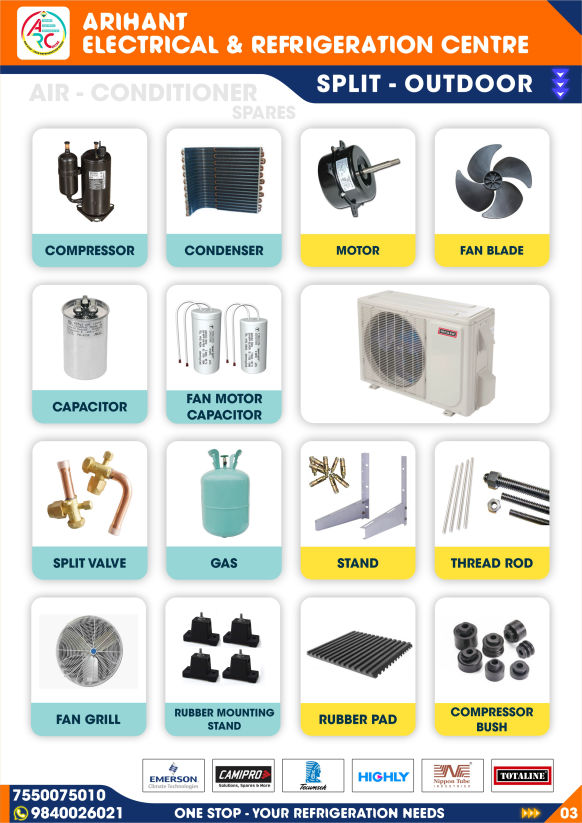 ARC
ARIHANT
ELECTRICAL & REFRIGERATION CENTRE
AIR - CONDITIONER
SPARES
SPLIT - OUTDOOR
COMPRESSOR
CONDENSER
MOTOR
FAN BLADE
CAPACITOR
FAN MOTOR
CAPACITOR
SPLIT VALVE
GAS
STAND
THREAD ROD
FAN GRILL
RUBBER MOUNTING
STAND
RUBBER PAD
COMPRESSOR
BUSH
EMERSON
Climate Technologies
CAMIPRO
Solutions, Spares & More
Tecumseh
HIGHLY
Nippon Tube
INDUSTRIES
TOTALINE
7550075010
9840026021
ONE STOP - YOUR REFRIGERATION NEEDS
03